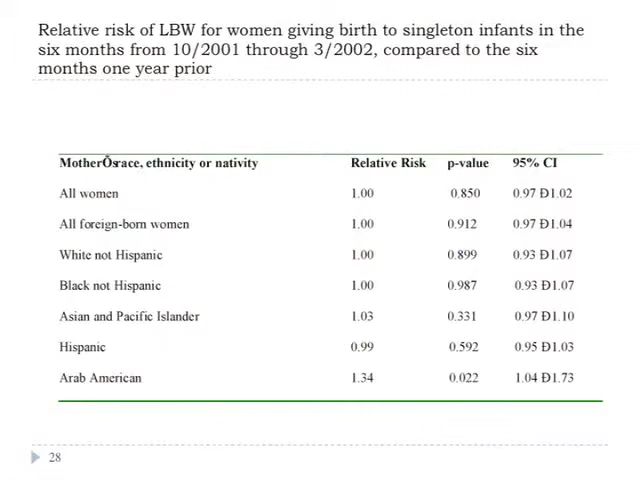 Relative risk of LBW for women giving birth to singleton infants in the
six months from 10/2001 through 3/2002, compared to the six
months one year prior
MotherÕs race, ethnicity or nativity Relative Risk p-value 95% CI
All women 1.00 0.850 0.97 Ð1.02
All foreign-born women 1.00 0.912 0.97 Ð1.04
White not Hispanic 1.00 0.899 0.93 Ð1.07
Black not Hispanic 1.00 0.987 0.93 Ð1.07
Asian and Pacific Islander 1.03 0.331 0.97 Ð1.10
Hispanic 0.99 0.592 0.95 Ð1.03
Arab American 1.34 0.022 1.04 Ð1.73
28